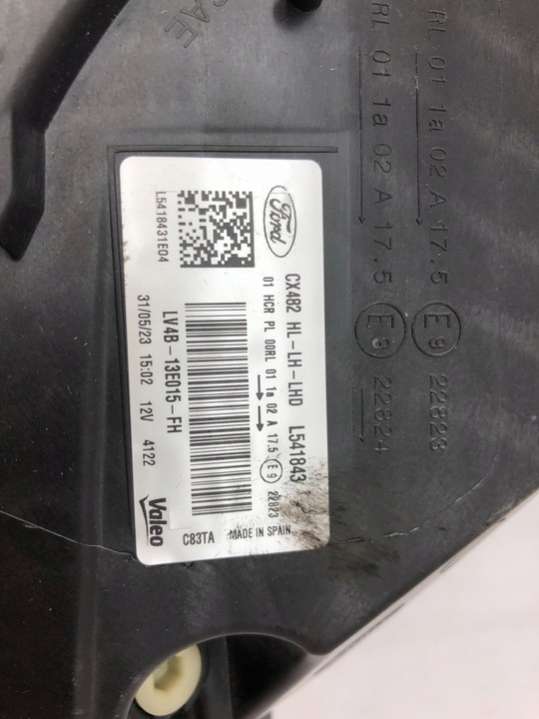 RL 01 1a 02 A 17.5 E9 22823
RL 01 1a 02 A 17.5 E9 22824
Ford
CX482 HL-LH-LHD L541843
01 HCR PL 00RL 01 1a 02 A 17.5 E9 22823
L5418431E04
LV4B-13E015-FH
31/05/23 15:02 12V 4122
Valeo
C83TA MADE IN SPAIN